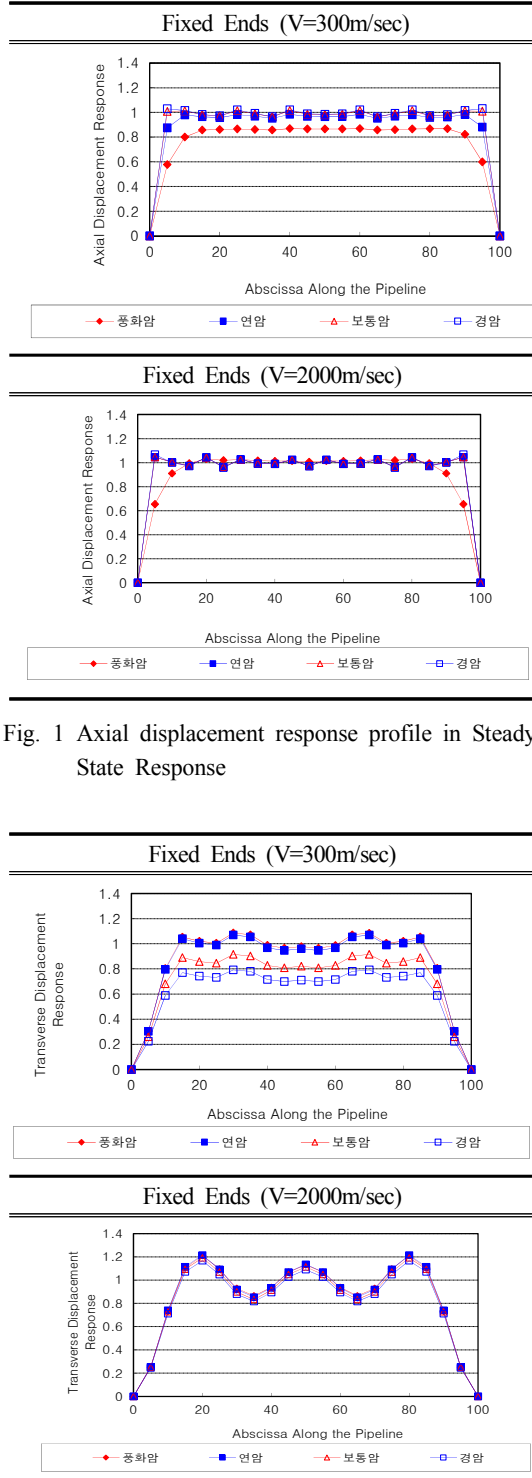 Fixed Ends (V=300m/sec)
1.4
1.2
1
0.8
0.6
0.4
0.2
0
Axial Displacement Response
0 20 40 60 80 100
Abscissa Along the Pipeline
풍화암 연암 보통암 경암
Fixed Ends (V=2000m/sec)
1.4
1.2
1
0.8
0.6
0.4
0.2
0
Axial Displacement Response
0 20 40 60 80 100
Abscissa Along the Pipeline
풍화암 연암 보통암 경암
Fig. 1 Axial displacement response profile in Steady
State Response
Fixed Ends (V=300m/sec)
1.4
1.2
1
0.8
0.6
0.4
0.2
0
Transverse Displacement
Response
0 20 40 60 80 100
Abscissa Along the Pipeline
풍화암 연암 보통암 경암
Fixed Ends (V=2000m/sec)
1.4
1.2
1
0.8
0.6
0.4
0.2
0
Transverse Displacement
Response
0 20 40 60 80 100
Abscissa Along the Pipeline
풍화암 연암 보통암 경암